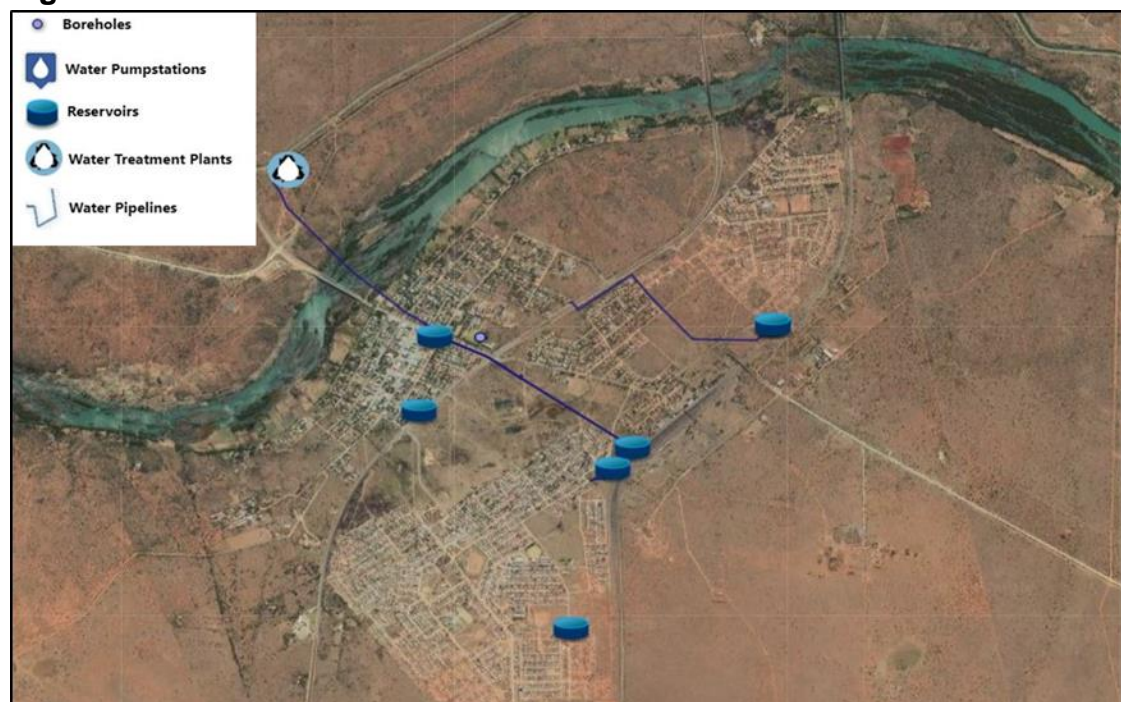 Boreholes
Water Pumpstations
Reservoirs
Water Treatment Plants
Water Pipelines